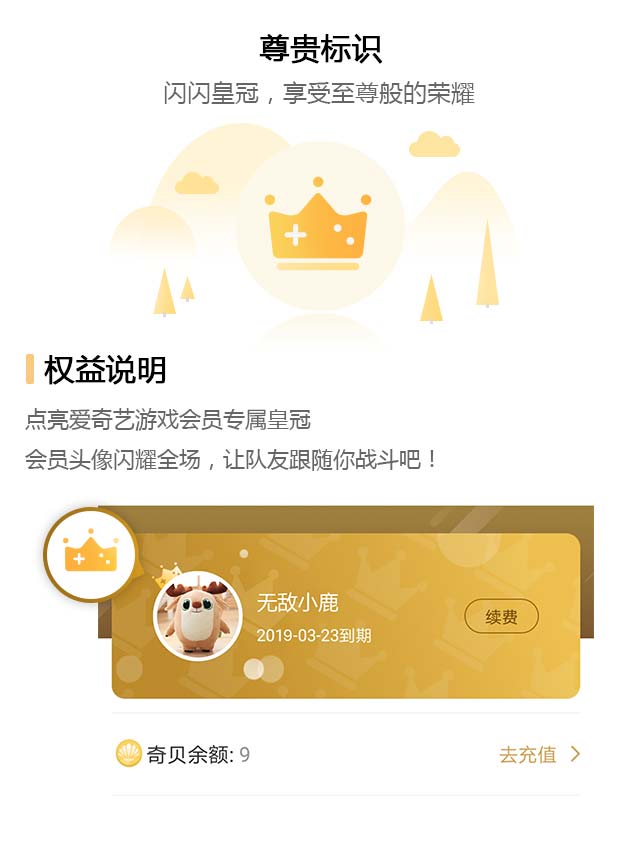 尊贵标识
闪闪皇冠，享受至尊般的荣耀
权益说明
点亮爱奇艺游戏会员专属皇冠
会员头像闪耀全场，让队友跟随你战斗吧！
无敌小鹿
2019-03-23到期
续费
奇贝余额: 9
去充值